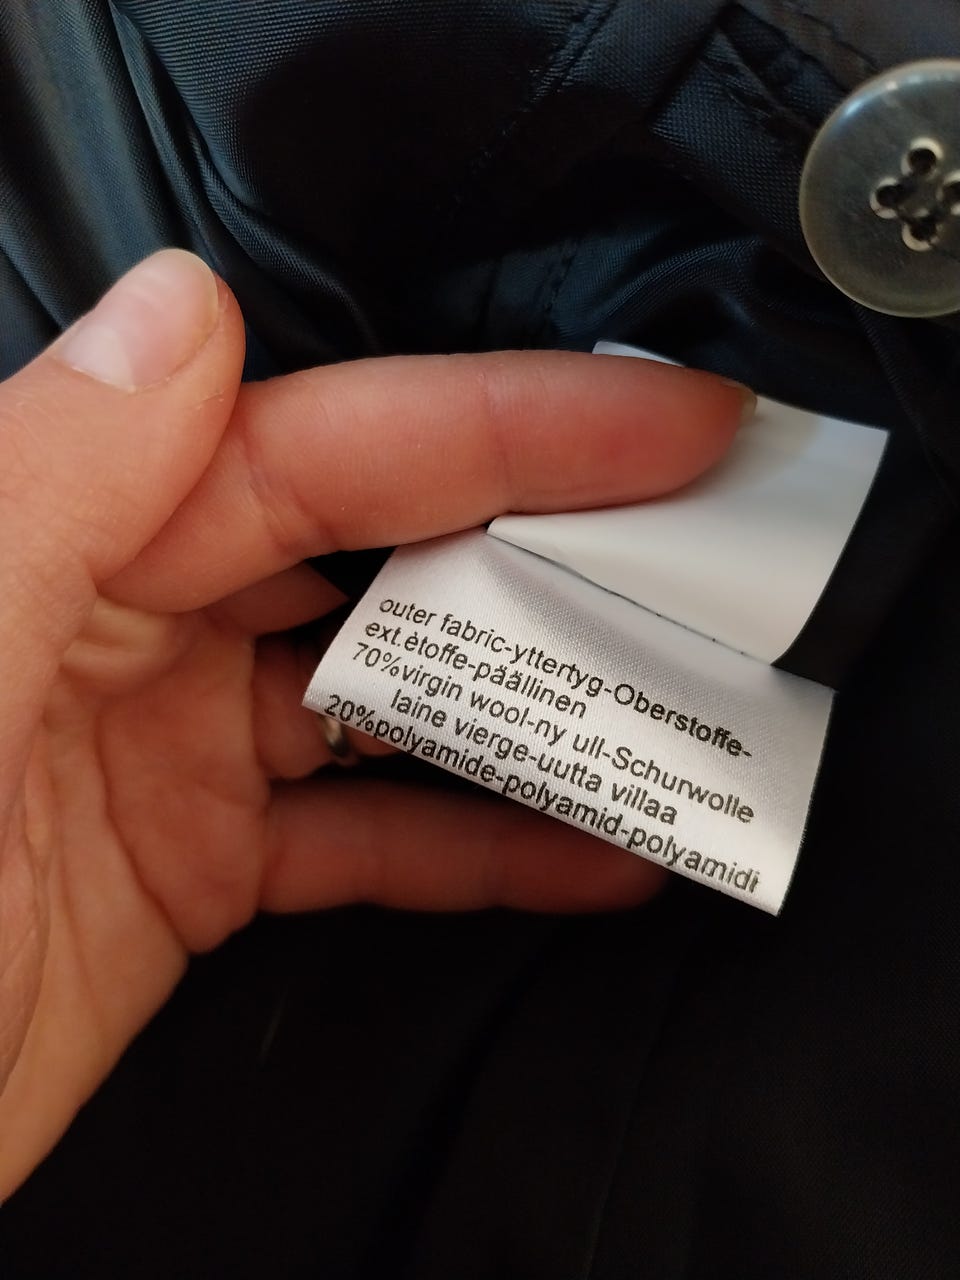 outer fabric-yttertyg-Oberstoffe-
ext.ètoffe-päällinen
70%virgin wool-ny ull-Schurwolle
laine vierge-uutta villaa
20%polyamide-polyamid-polyamidi